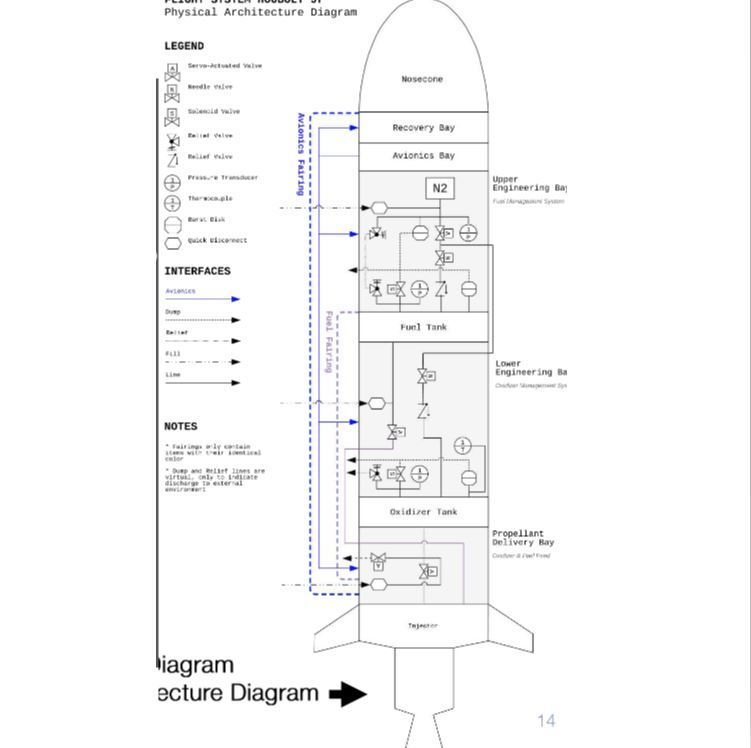 Physical Architecture Diagram
LEGEND
Servo-Actuated Valve
Needle Valve
Solenoid Valve
Relief Valve
Relief Valve
Pressure Transducer
Thermocouple
Burst Disk
Quick Disconnect
INTERFACES
Avionics
Dump
Relief
Fill
Line
NOTES
* Fairings only contain
items with their identical
color
* Dump and Relief lines are
virtual, only to indicate
discharge to external
environment
Avionics Fairing
Fuel Fairing
Nosecone
Recovery Bay
Avionics Bay
N2
Upper
Engineering Bay
Fuel Management System
Fuel Tank
Lower
Engineering Ba
Oxidizer Management Sys
Oxidizer Tank
Propellant
Delivery Bay
Oxidizer & Fuel Feed
Injector
iagram
ecture Diagram
14